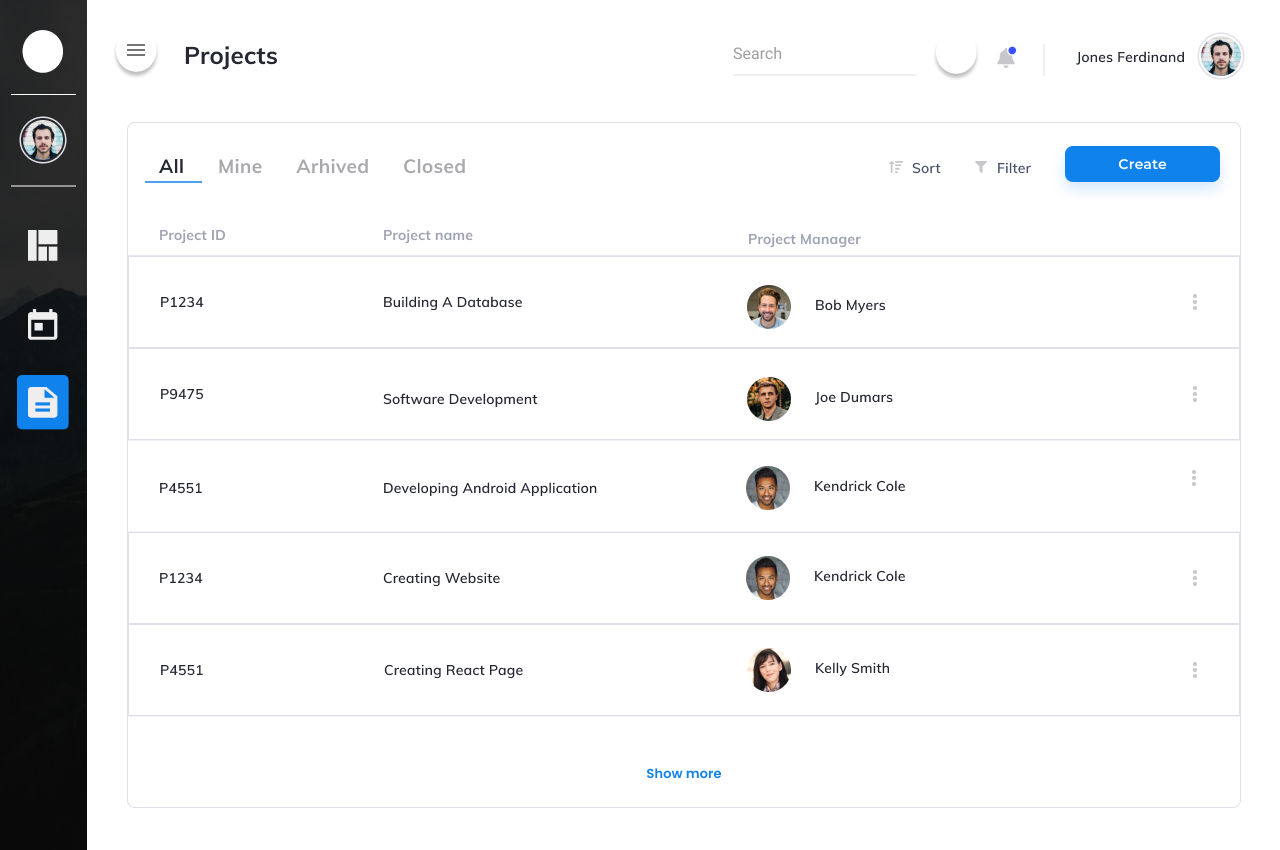 Projects
Search
Jones Ferdinand
All Mine Arhived Closed
Sort Filter Create
Project ID Project name Project Manager
P1234 Building A Database Bob Myers
P9475 Software Development Joe Dumars
P4551 Developing Android Application Kendrick Cole
P1234 Creating Website Kendrick Cole
P4551 Creating React Page Kelly Smith
Show more